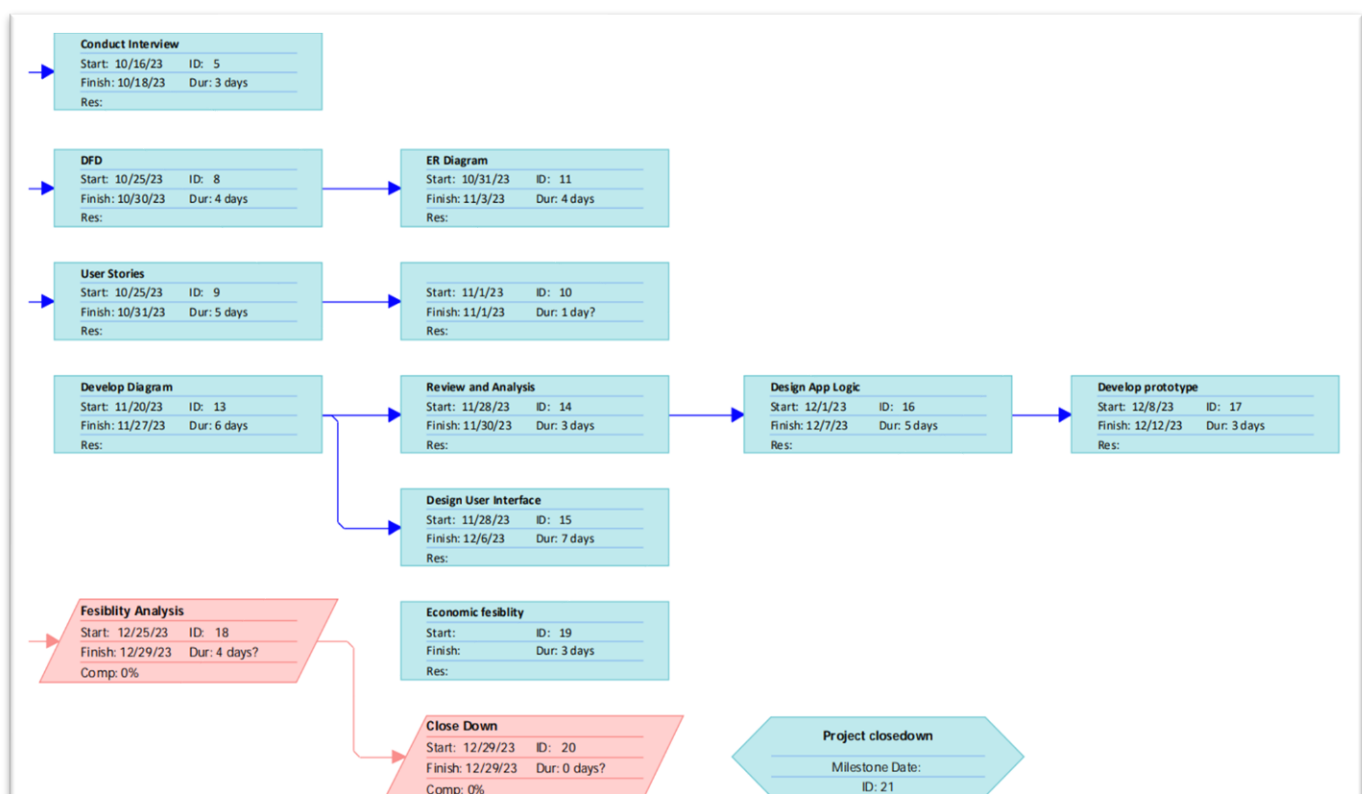 Conduct Interview
Start: 10/16/23 ID: 5
Finish: 10/18/23 Dur: 3 days
Res:
DFD
Start: 10/25/23 ID: 8
Finish: 10/30/23 Dur: 4 days
Res:
ER Diagram
Start: 10/31/23 ID: 11
Finish: 11/3/23 Dur: 4 days
Res:
User Stories
Start: 10/25/23 ID: 9
Finish: 10/31/23 Dur: 5 days
Res:
Start: 11/1/23 ID: 10
Finish: 11/1/23 Dur: 1 day?
Res:
Develop Diagram
Start: 11/20/23 ID: 13
Finish: 11/27/23 Dur: 6 days
Res:
Review and Analysis
Start: 11/28/23 ID: 14
Finish: 11/30/23 Dur: 3 days
Res:
Design App Logic
Start: 12/1/23 ID: 16
Finish: 12/7/23 Dur: 5 days
Res:
Develop prototype
Start: 12/8/23 ID: 17
Finish: 12/12/23 Dur: 3 days
Res:
Design User Interface
Start: 11/28/23 ID: 15
Finish: 12/6/23 Dur: 7 days
Res:
Fesiblity Analysis
Start: 12/25/23 ID: 18
Finish: 12/29/23 Dur: 4 days?
Comp: 0%
Economic fesiblity
Start: ID: 19
Finish: Dur: 3 days
Res:
Close Down
Start: 12/29/23 ID: 20
Finish: 12/29/23 Dur: 0 days?
Comp: 0%
Project closedown
Milestone Date:
ID: 21